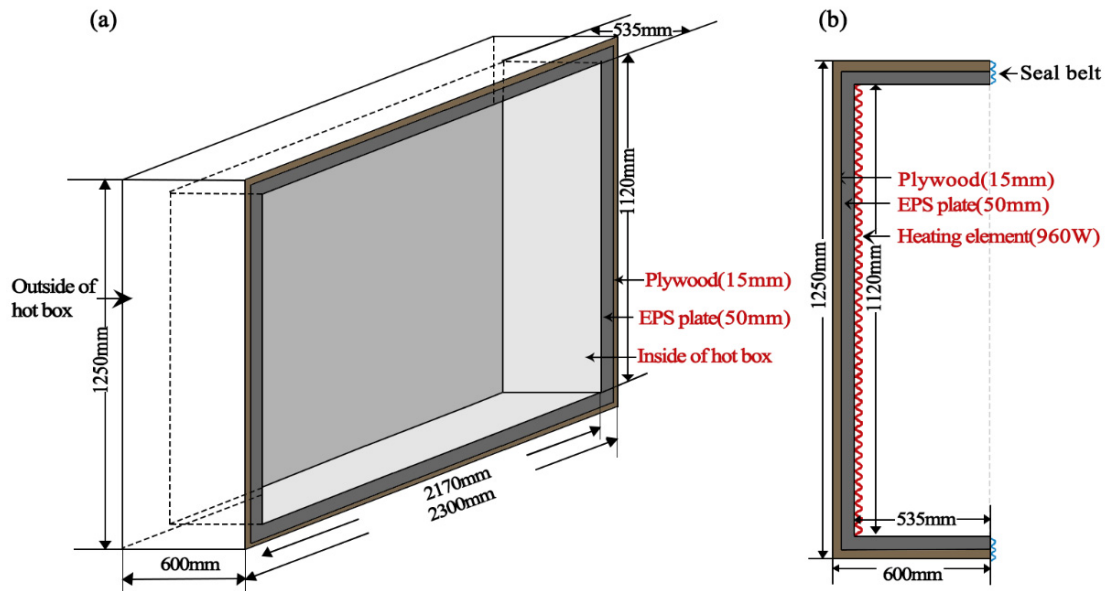 (a)
535mm
1120mm
Outside of
hot box
1250mm
Plywood(15mm)
EPS plate(50mm)
Inside of hot box
2170mm
2300mm
600mm
(b)
Seal belt
Plywood(15mm)
EPS plate(50mm)
Heating element(960W)
1250mm
1120mm
535mm
600mm